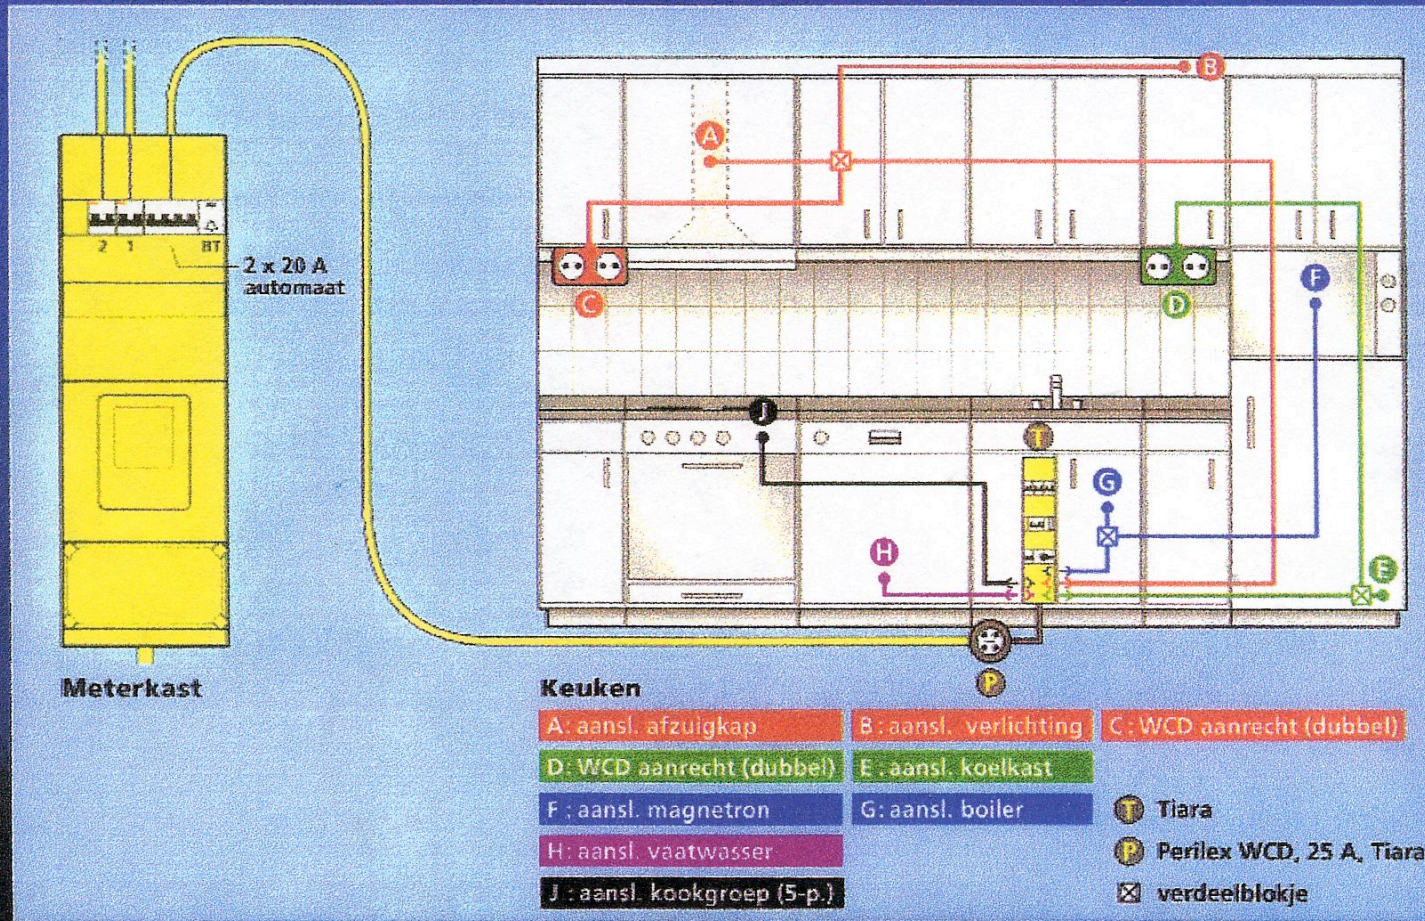 B
A
2 1 BT
2 x 20 A
automaat
F
C
D
J
T
G
H
E
P
Meterkast
Keuken
A: aansl. afzuigkap
B: aansl. verlichting
C: WCD aanrecht (dubbel)
D: WCD aanrecht (dubbel)
E: aansl. koelkast
F: aansl. magnetron
G: aansl. boiler
T Tiara
H: aansl. vaatwasser
P Perilex WCD, 25 A, Tiara
J: aansl. kookgroep (5-p.)
verdeelblokje